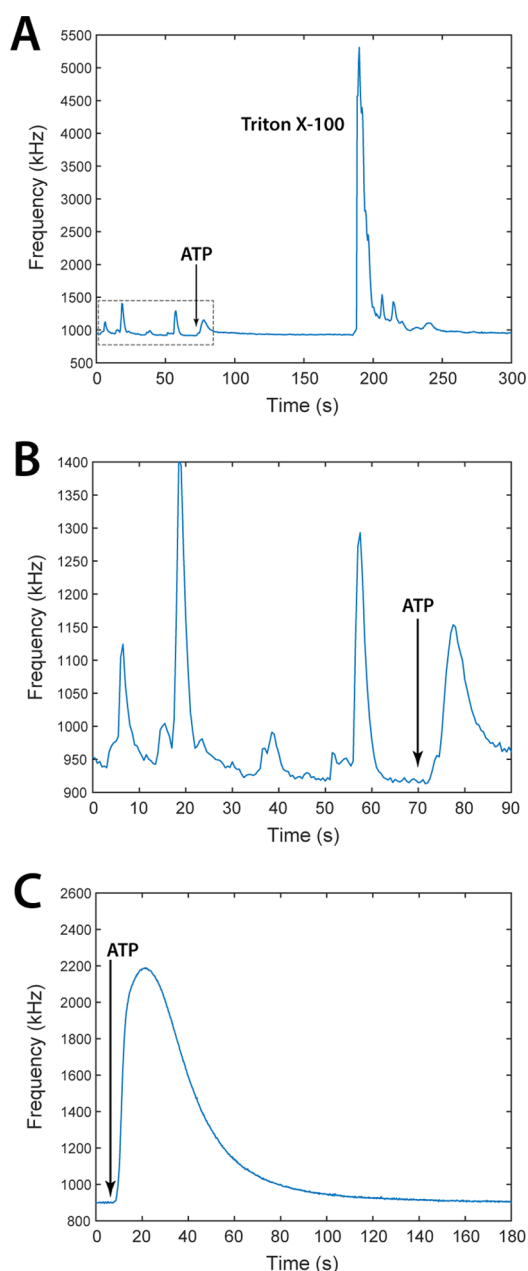 A
5500
5000
4500
4000
3500
3000
2500
2000
1500
1000
500
Frequency (kHz)
Triton X-100
ATP
0 50 100 150 200 250 300
Time (s)
B
1400
1350
1300
1250
1200
1150
1100
1050
1000
950
900
Frequency (kHz)
ATP
0 10 20 30 40 50 60 70 80 90
Time (s)
C
2600
2400
2200
2000
1800
1600
1400
1200
1000
800
Frequency (kHz)
ATP
0 20 40 60 80 100 120 140 160 180
Time (s)